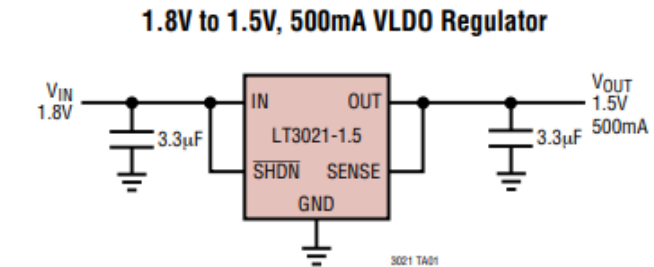 1.8V to 1.5V, 500mA VLDO Regulator
VIN
1.8V
3.3μF
IN
OUT
LT3021-1.5
SHDN
SENSE
GND
VOUT
1.5V
500mA
3.3μF
3021 TA01